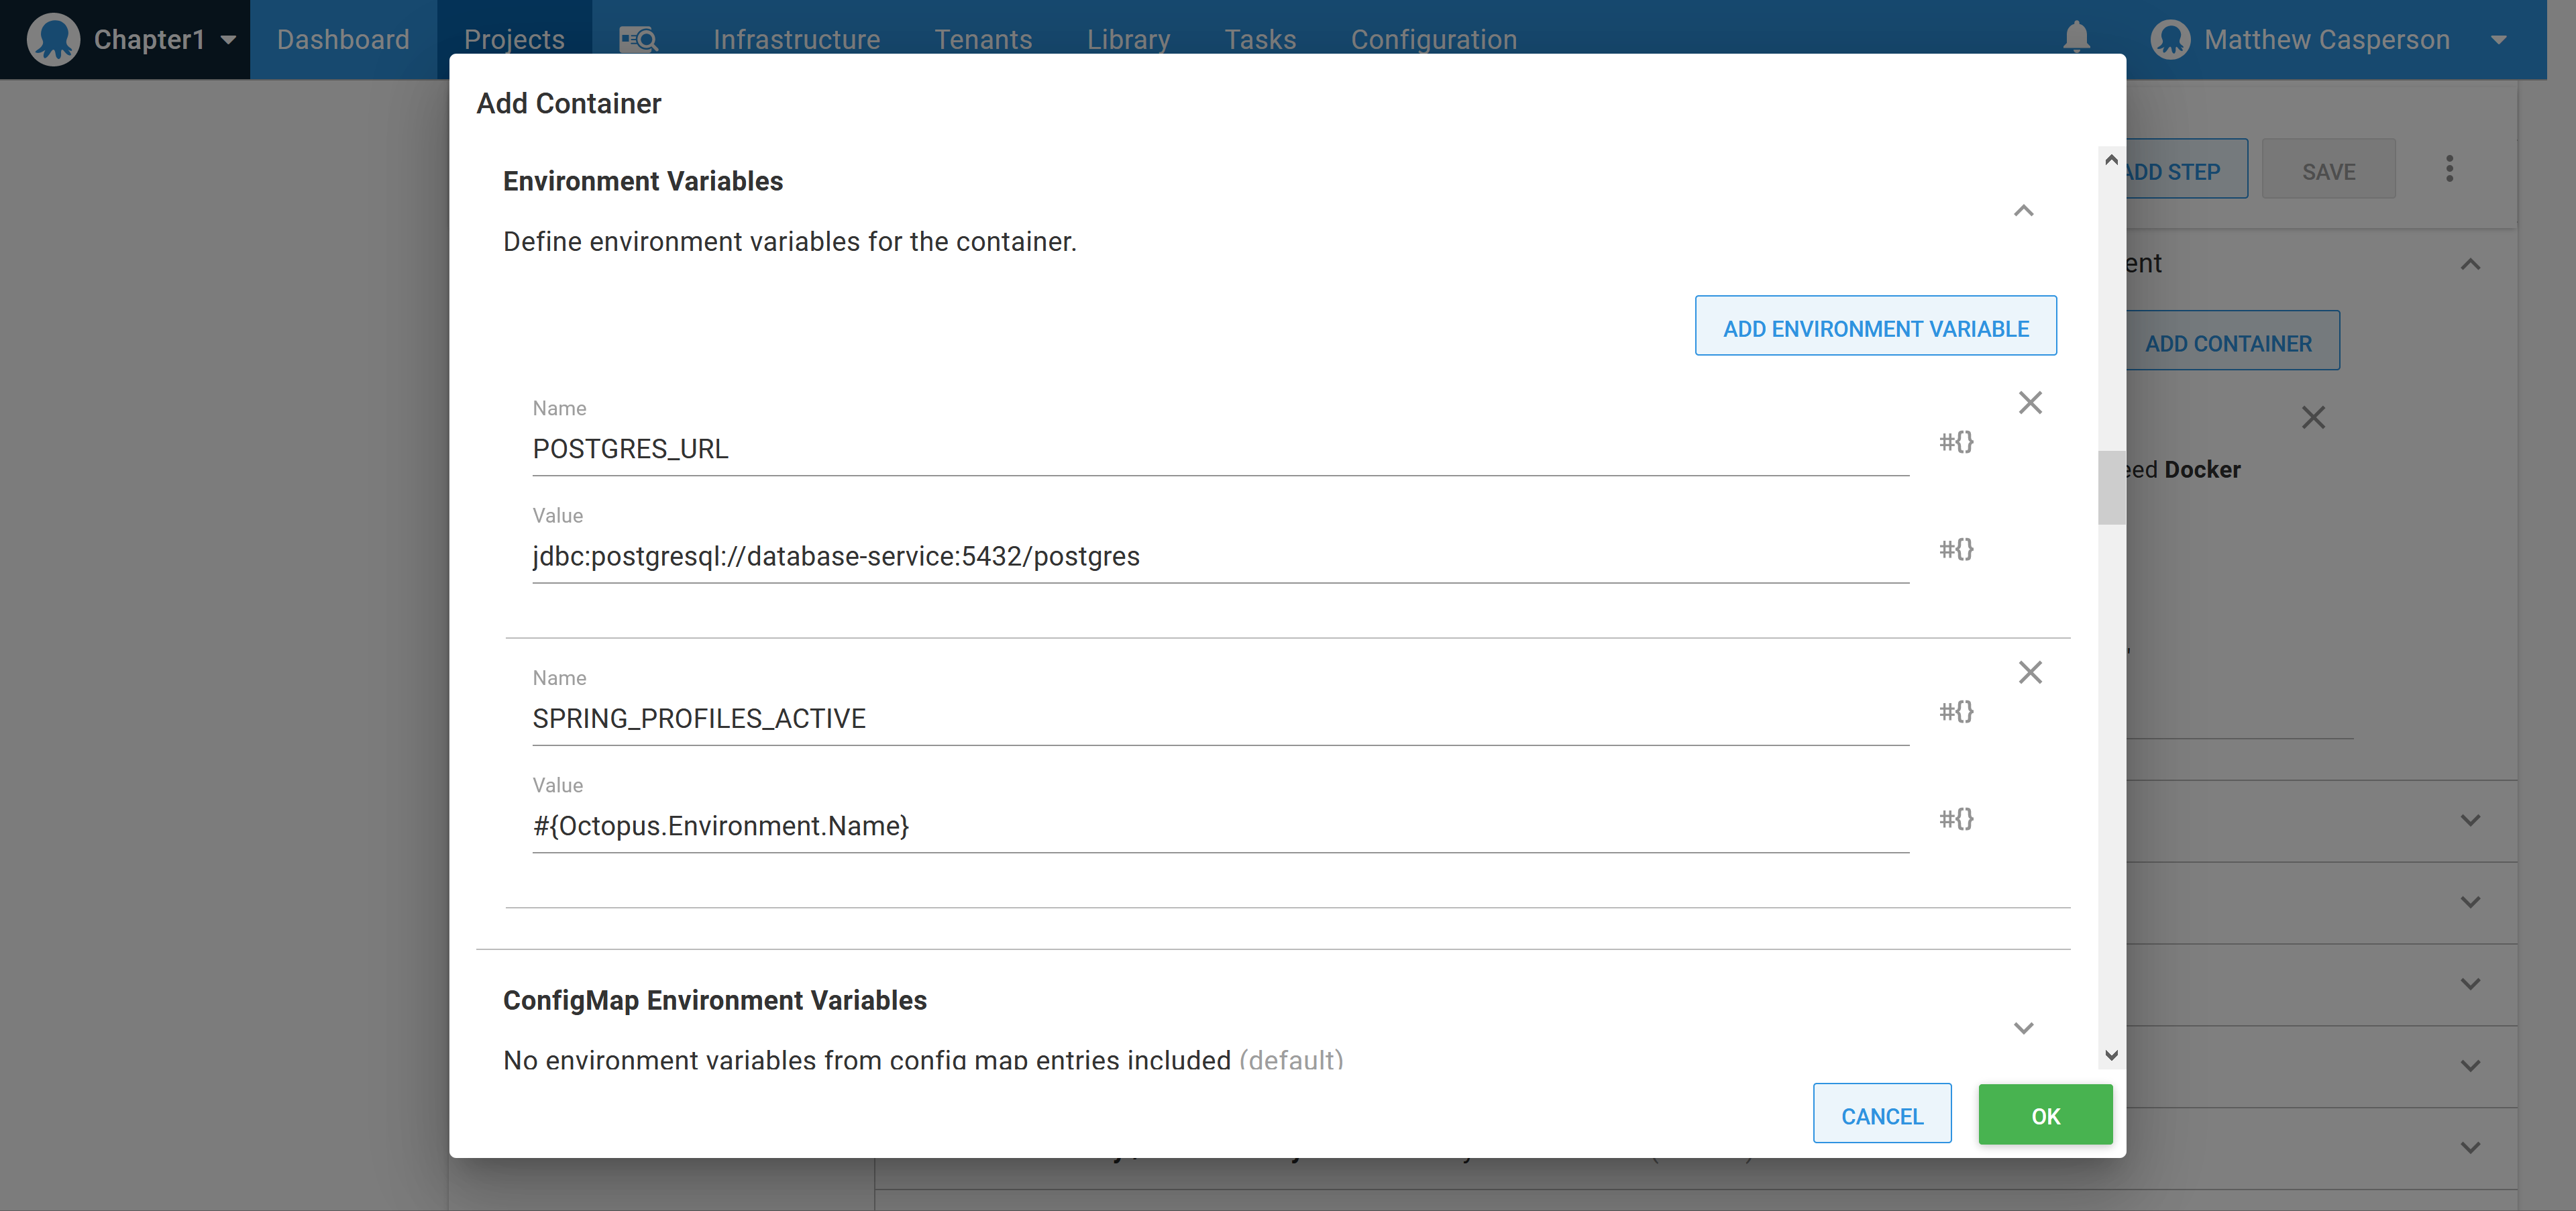 Chapter1
Dashboard
Projects
Infrastructure
Tenants
Library
Tasks
Configuration
Matthew Casperson
Add Container
ADD STEP
SAVE
Environment Variables
Define environment variables for the container.
ent
ADD ENVIRONMENT VARIABLE
ADD CONTAINER
Name
POSTGRES_URL
#{}
eed Docker
Value
jdbc:postgresql://database-service:5432/postgres
#{}
Name
SPRING_PROFILES_ACTIVE
#{}
Value
#{Octopus.Environment.Name}
#{}
ConfigMap Environment Variables
No environment variables from config map entries included (default)
CANCEL
OK